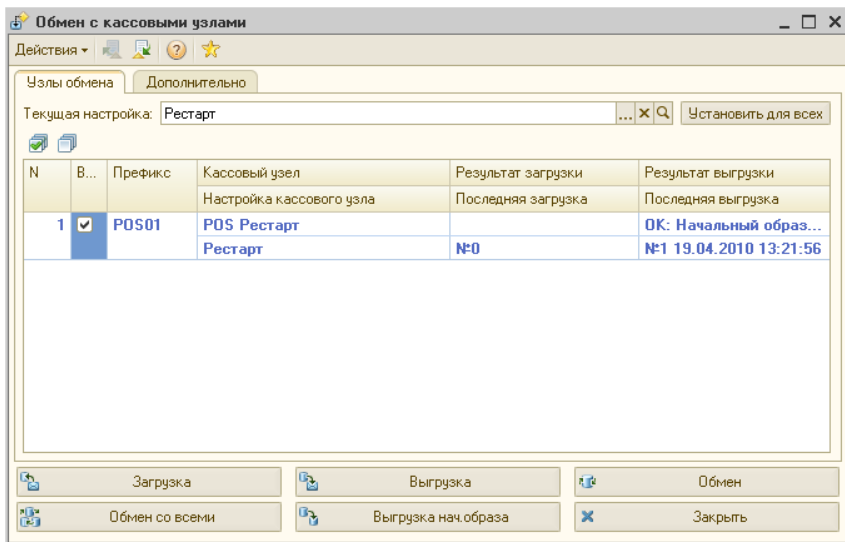 Обмен с кассовыми узлами
Действия
Узлы обмена Дополнительно
Текущая настройка: Рестарт ... Установить для всех
N В... Префикс Кассовый узел Результат загрузки Результат выгрузки
Настройка кассового узла Последняя загрузка Последняя выгрузка
1 POS01 POS Рестарт ОК: Начальный образ...
Рестарт №0 №1 19.04.2010 13:21:56
Загрузка Выгрузка Обмен
Обмен со всеми Выгрузка нач.образа Закрыть